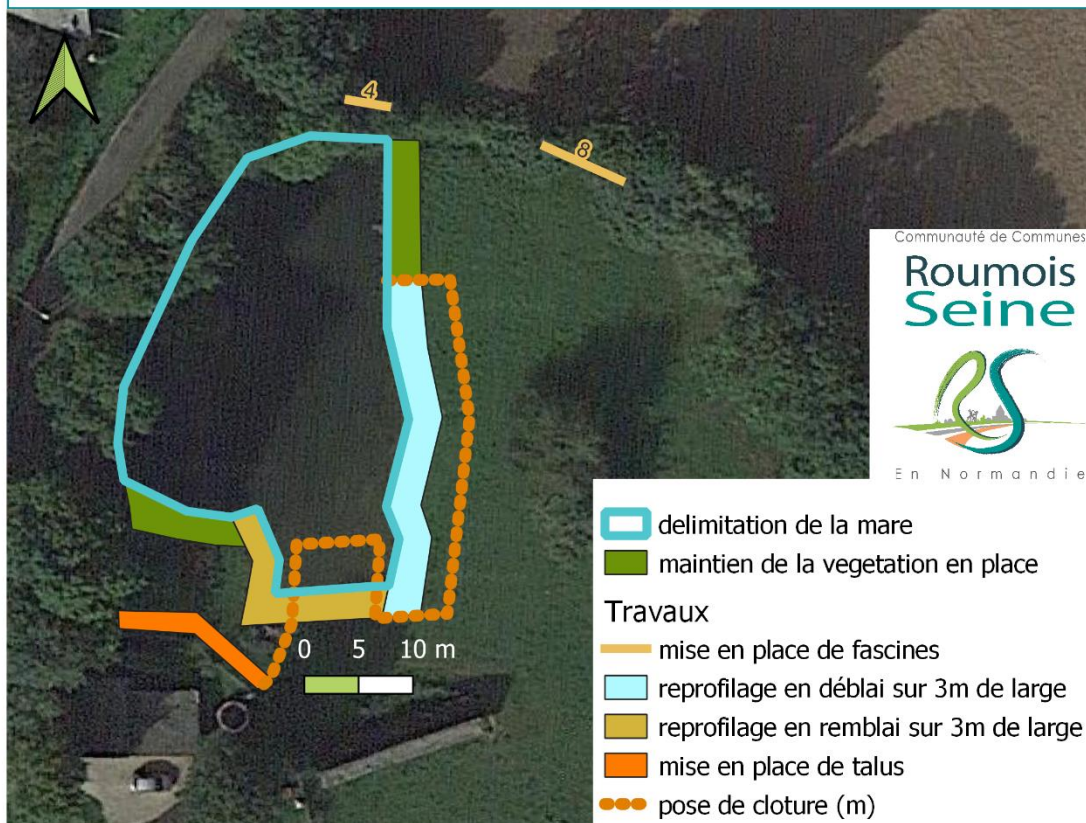 4
8
Communauté de Communes
Roumois
Seine
En Normandie
delimitation de la mare
maintien de la vegetation en place
Travaux
mise en place de fascines
reprofilage en déblai sur 3m de large
reprofilage en remblai sur 3m de large
mise en place de talus
pose de cloture (m)
0 5 10 m